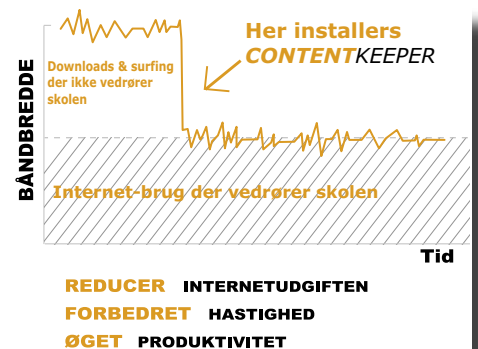 Her installers
CONTENTKEEPER
Downloads & surfing
der ikke vedrører
skolen
BÅNDBREDDE
Internet-brug der vedrører skolen
Tid
REDUCER INTERNETUDGIFTEN
FORBEDRET HASTIGHED
ØGET PRODUKTIVITET